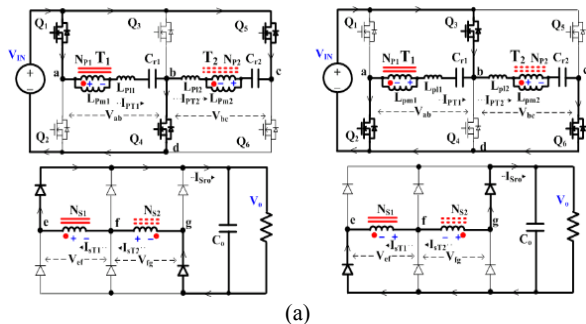 Q1 Q3 Q5
NP1 T1 Cr1 T2 NP2 Cr2
VIN
a b c
LPm1 LPl1 LPl2 LPm2
IPT1 IPT2
Vab Vbc
Q2 Q4 d Q6
ISro
NS1 NS2 Vo
e f g
IsT1 IsT2 Co
Vef Vfg
Q1 Q3 Q5
NP1 T1 Cr1 T2 NP2 Cr2
VIN
a b c
Lpm1 Lpl1 Lpl2 Lpm2
IPT1 IPT2
Vab Vbc
Q2 Q4 d Q6
ISro
NS1 NS2 Vo
e f g
IsT1 IsT2 Co
Vef Vfg
(a)